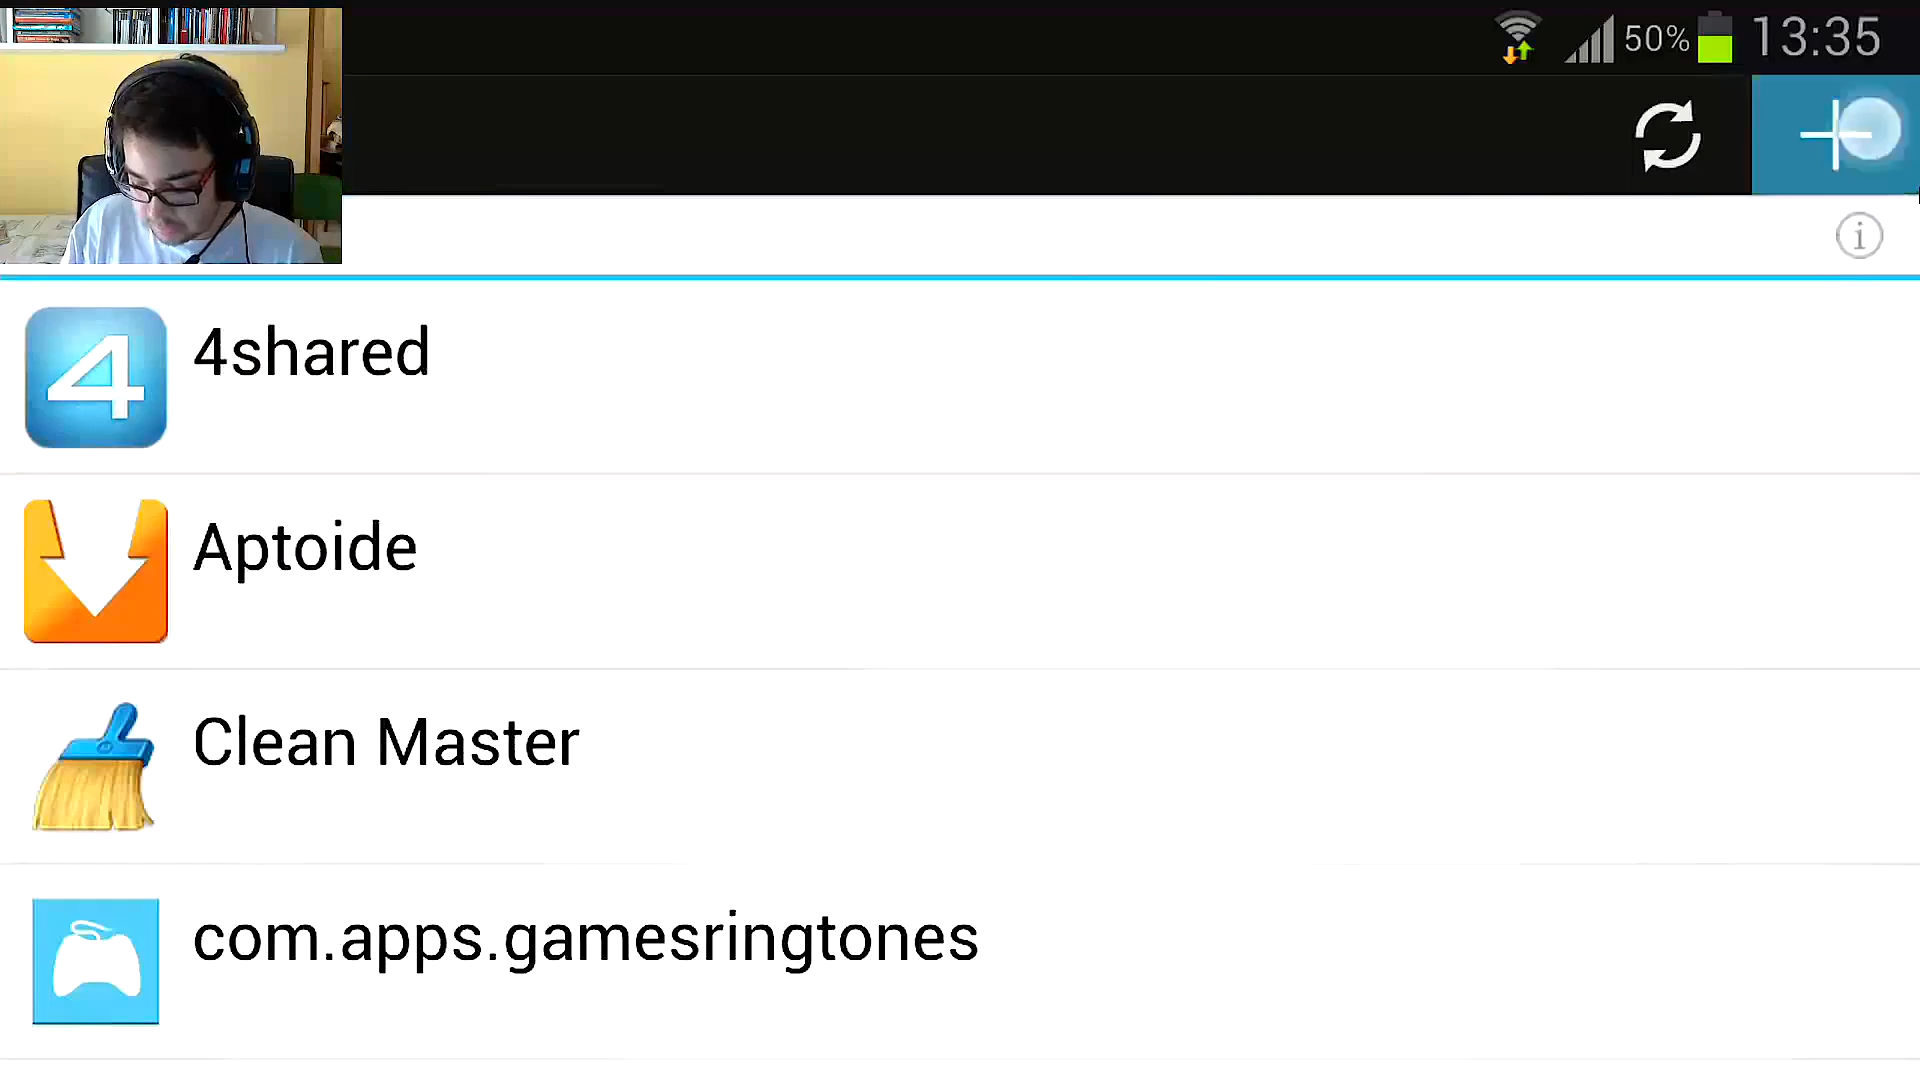 50% 13:35
4shared
Aptoide
Clean Master
com.apps.gamesringtones